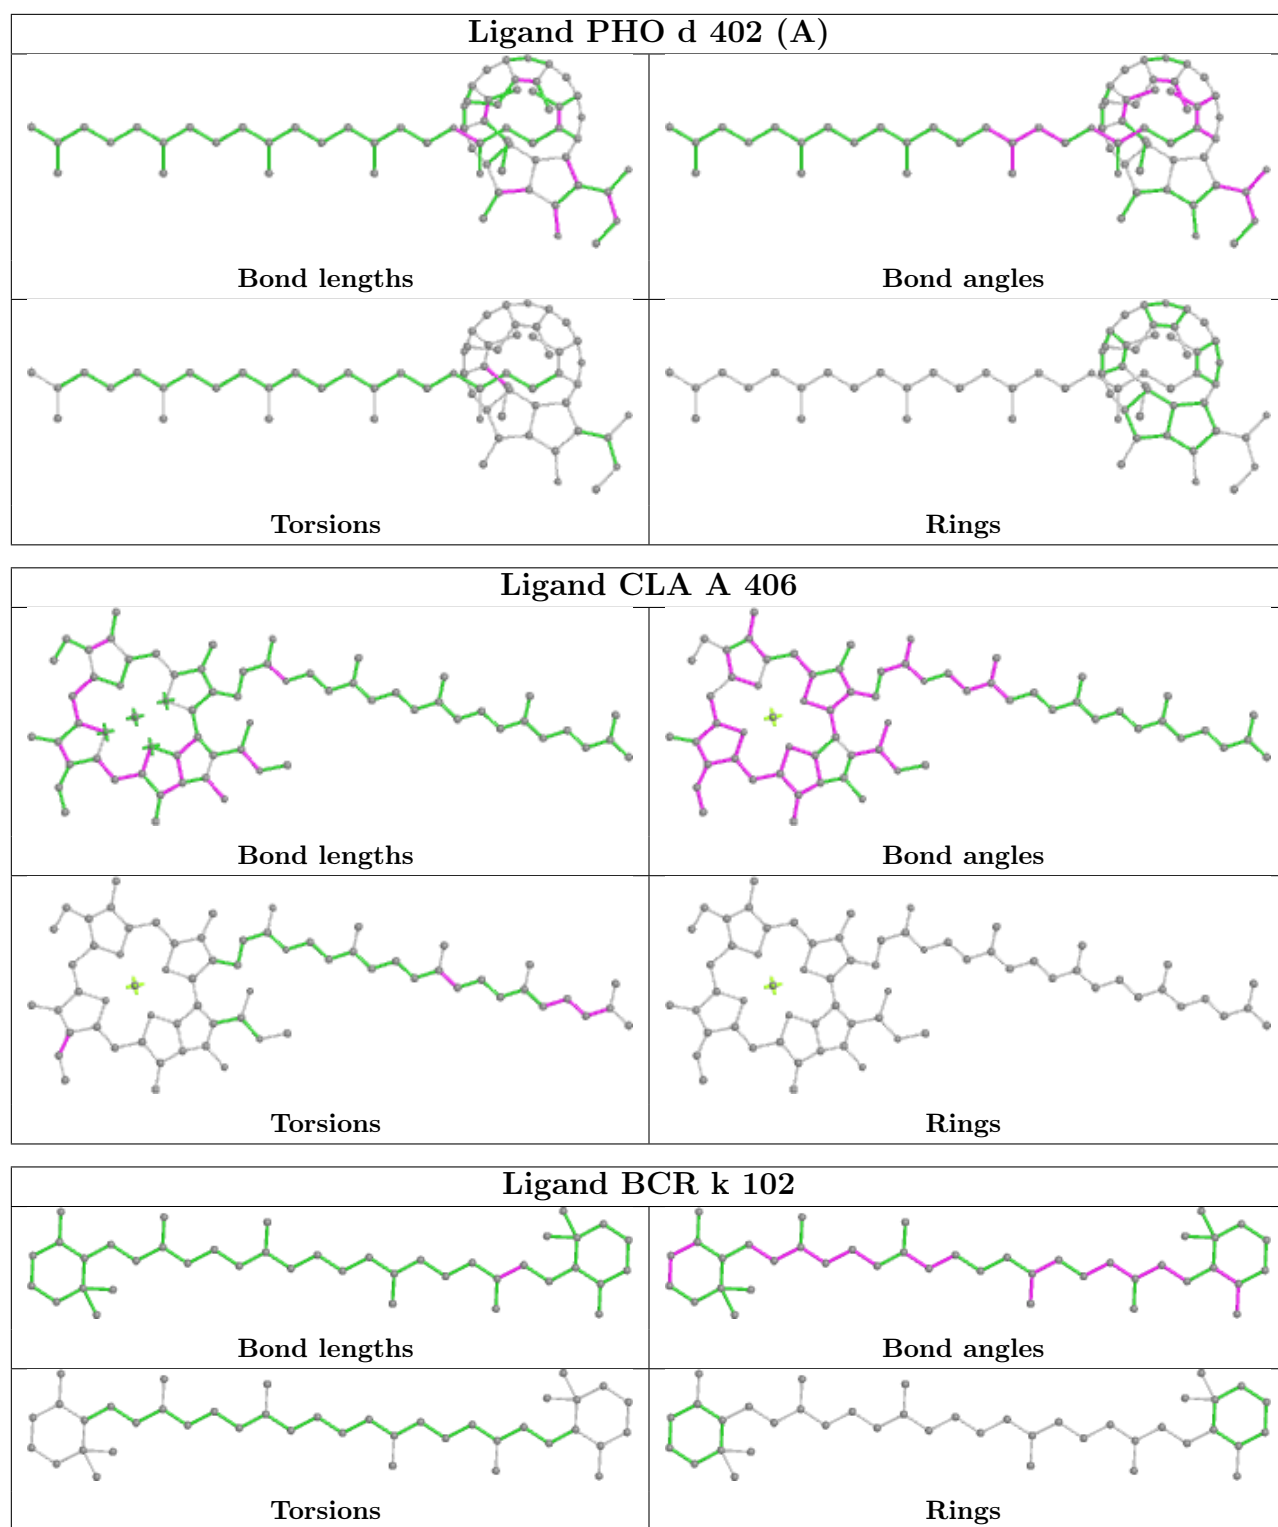 Ligand PHO d 402 (A)
Bond lengths
Bond angles
Torsions
Rings
Ligand CLA A 406
Bond lengths
Bond angles
Torsions
Rings
Ligand BCR k 102
Bond lengths
Bond angles
Torsions
Rings